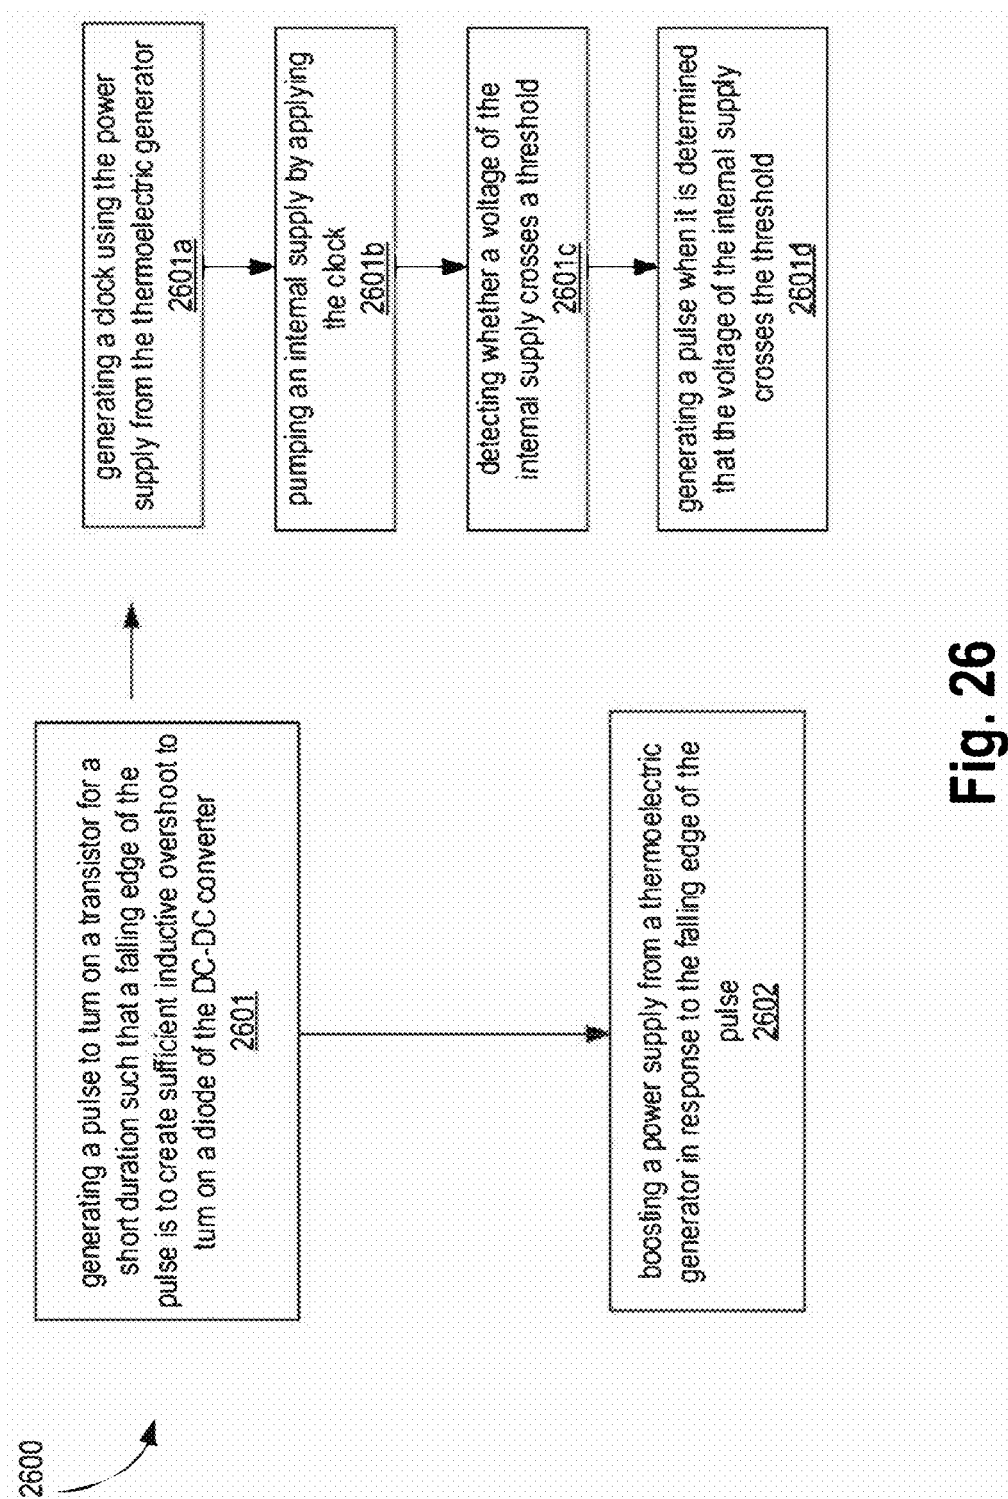 2600
generating a pulse to turn on a transistor for a
short duration such that a falling edge of the
pulse is to create sufficient inductive overshoot to
turn on a diode of the DC-DC converter
2601
boosting a power supply from a thermoelectric
generator in response to the falling edge of the
pulse
2602
generating a clock using the power
supply from the thermoelectric generator
2601a
pumping an internal supply by applying
the clock
2601b
detecting whether a voltage of the
internal supply crosses a threshold
2601c
generating a pulse when it is determined
that the voltage of the internal supply
crosses the threshold
2601d
Fig. 26